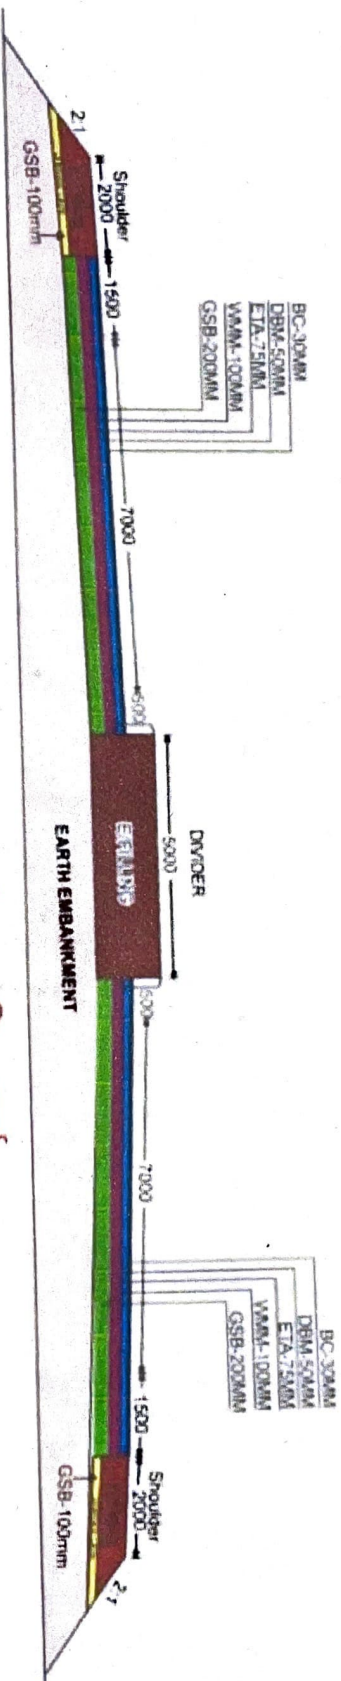 BC-30MM
DBM-50MM
ETA-75MM
WMM-100MM
GSB-200MM
BC-30MM
DBM-50MM
ETA-75MM
WMM-100MM
GSB-200MM
DIVIDER
Shoulder
2000
1500
7000
500
5000
500
7000
1500
Shoulder
2000
2:1
2:1
E/FILLING
GSB-100mm
GSB-100mm
EARTH EMBANKMENT